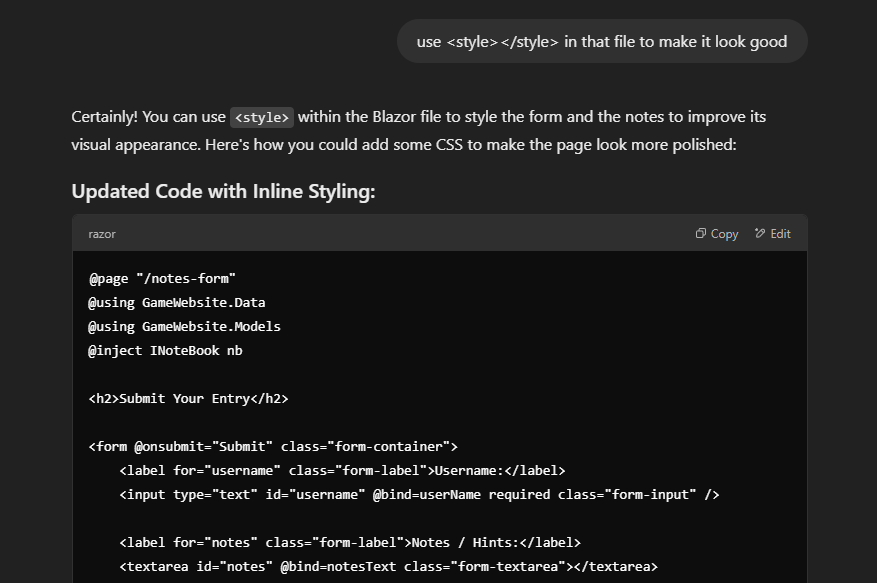 use <style></style> in that file to make it look good
Certainly! You can use <style> within the Blazor file to style the form and the notes to improve its
visual appearance. Here's how you could add some CSS to make the page look more polished:
Updated Code with Inline Styling:
razor
Copy
Edit
@page "/notes-form"
@using GameWebsite.Data
@using GameWebsite.Models
@inject INoteBook nb
<h2>Submit Your Entry</h2>
<form @onsubmit="Submit" class="form-container">
    <label for="username" class="form-label">Username:</label>
    <input type="text" id="username" @bind=userName required class="form-input" />
    <label for="notes" class="form-label">Notes / Hints:</label>
    <textarea id="notes" @bind=notesText class="form-textarea"></textarea>